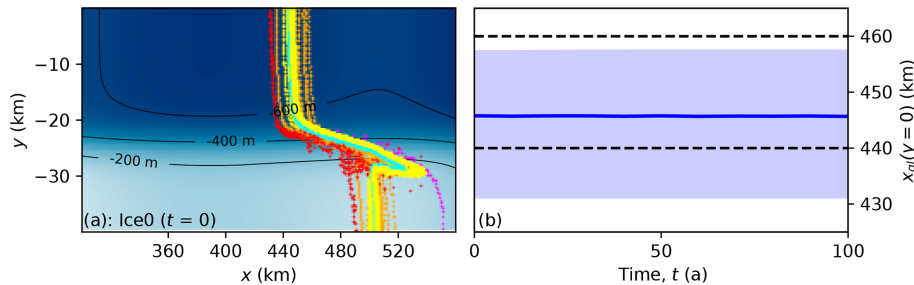 −10
−20
−30
y (km)
-600 m
-400 m
-200 m
(a): Ice0 (t = 0)
360
400
440
480
520
x (km)
(b)
0
50
100
Time, t (a)
460
450
440
430
x_gl(y = 0) (km)